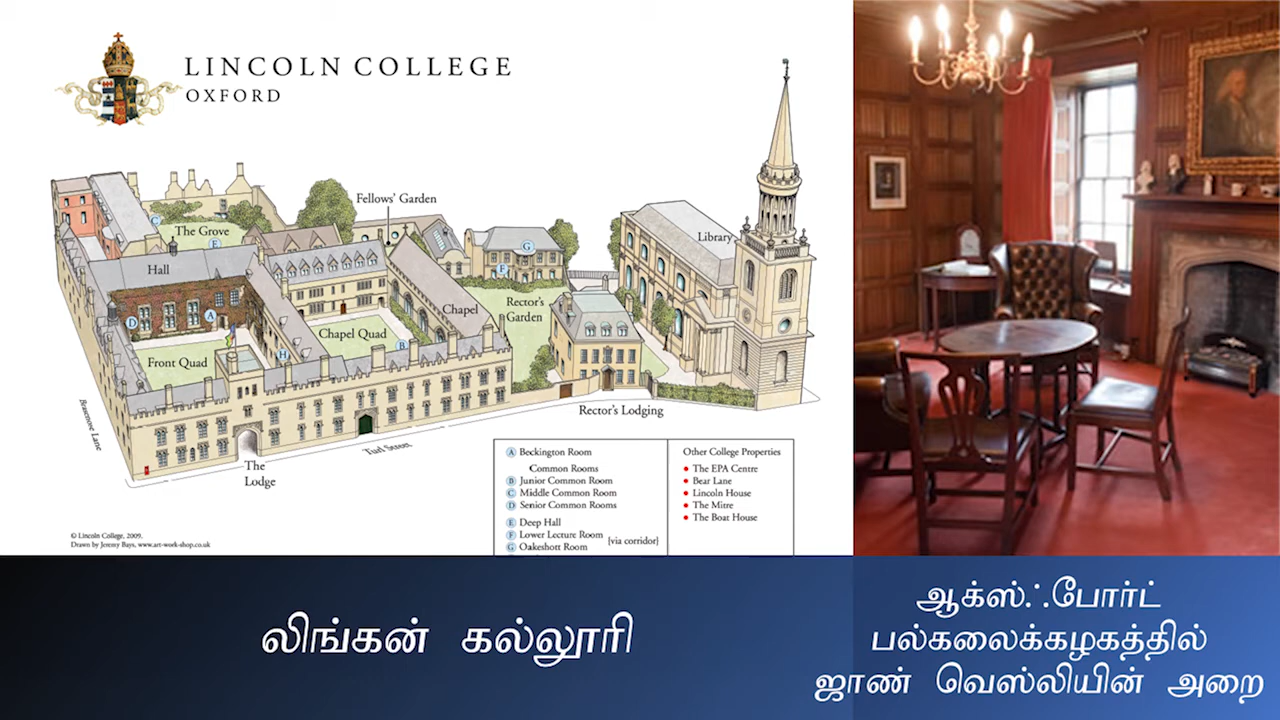 LINCOLN COLLEGE
OXFORD
Fellows' Garden
The Grove
C
E
Hall
Library
G
F
D
A
Chapel
Rector's
Garden
Chapel Quad
B
H
Front Quad
Rector's Lodging
Brasenose Lane
Turl Street
The
Lodge
A Beckington Room
Common Rooms
B Junior Common Room
C Middle Common Room
D Senior Common Rooms
E Deep Hall
F Lower Lecture Room
G Oakeshott Room
[via corridor]
Other College Properties
The EPA Centre
Bear Lane
Lincoln House
The Mitre
The Boat House
© Lincoln College, 2009.
Drawn by Jeremy Bays, www.art-work-shop.co.uk
லிங்கன் கல்லூரி
ஆக்ஸ்ஃபோர்ட்
பல்கலைக்கழகத்தில்
ஜாண் வெஸ்லியின் அறை